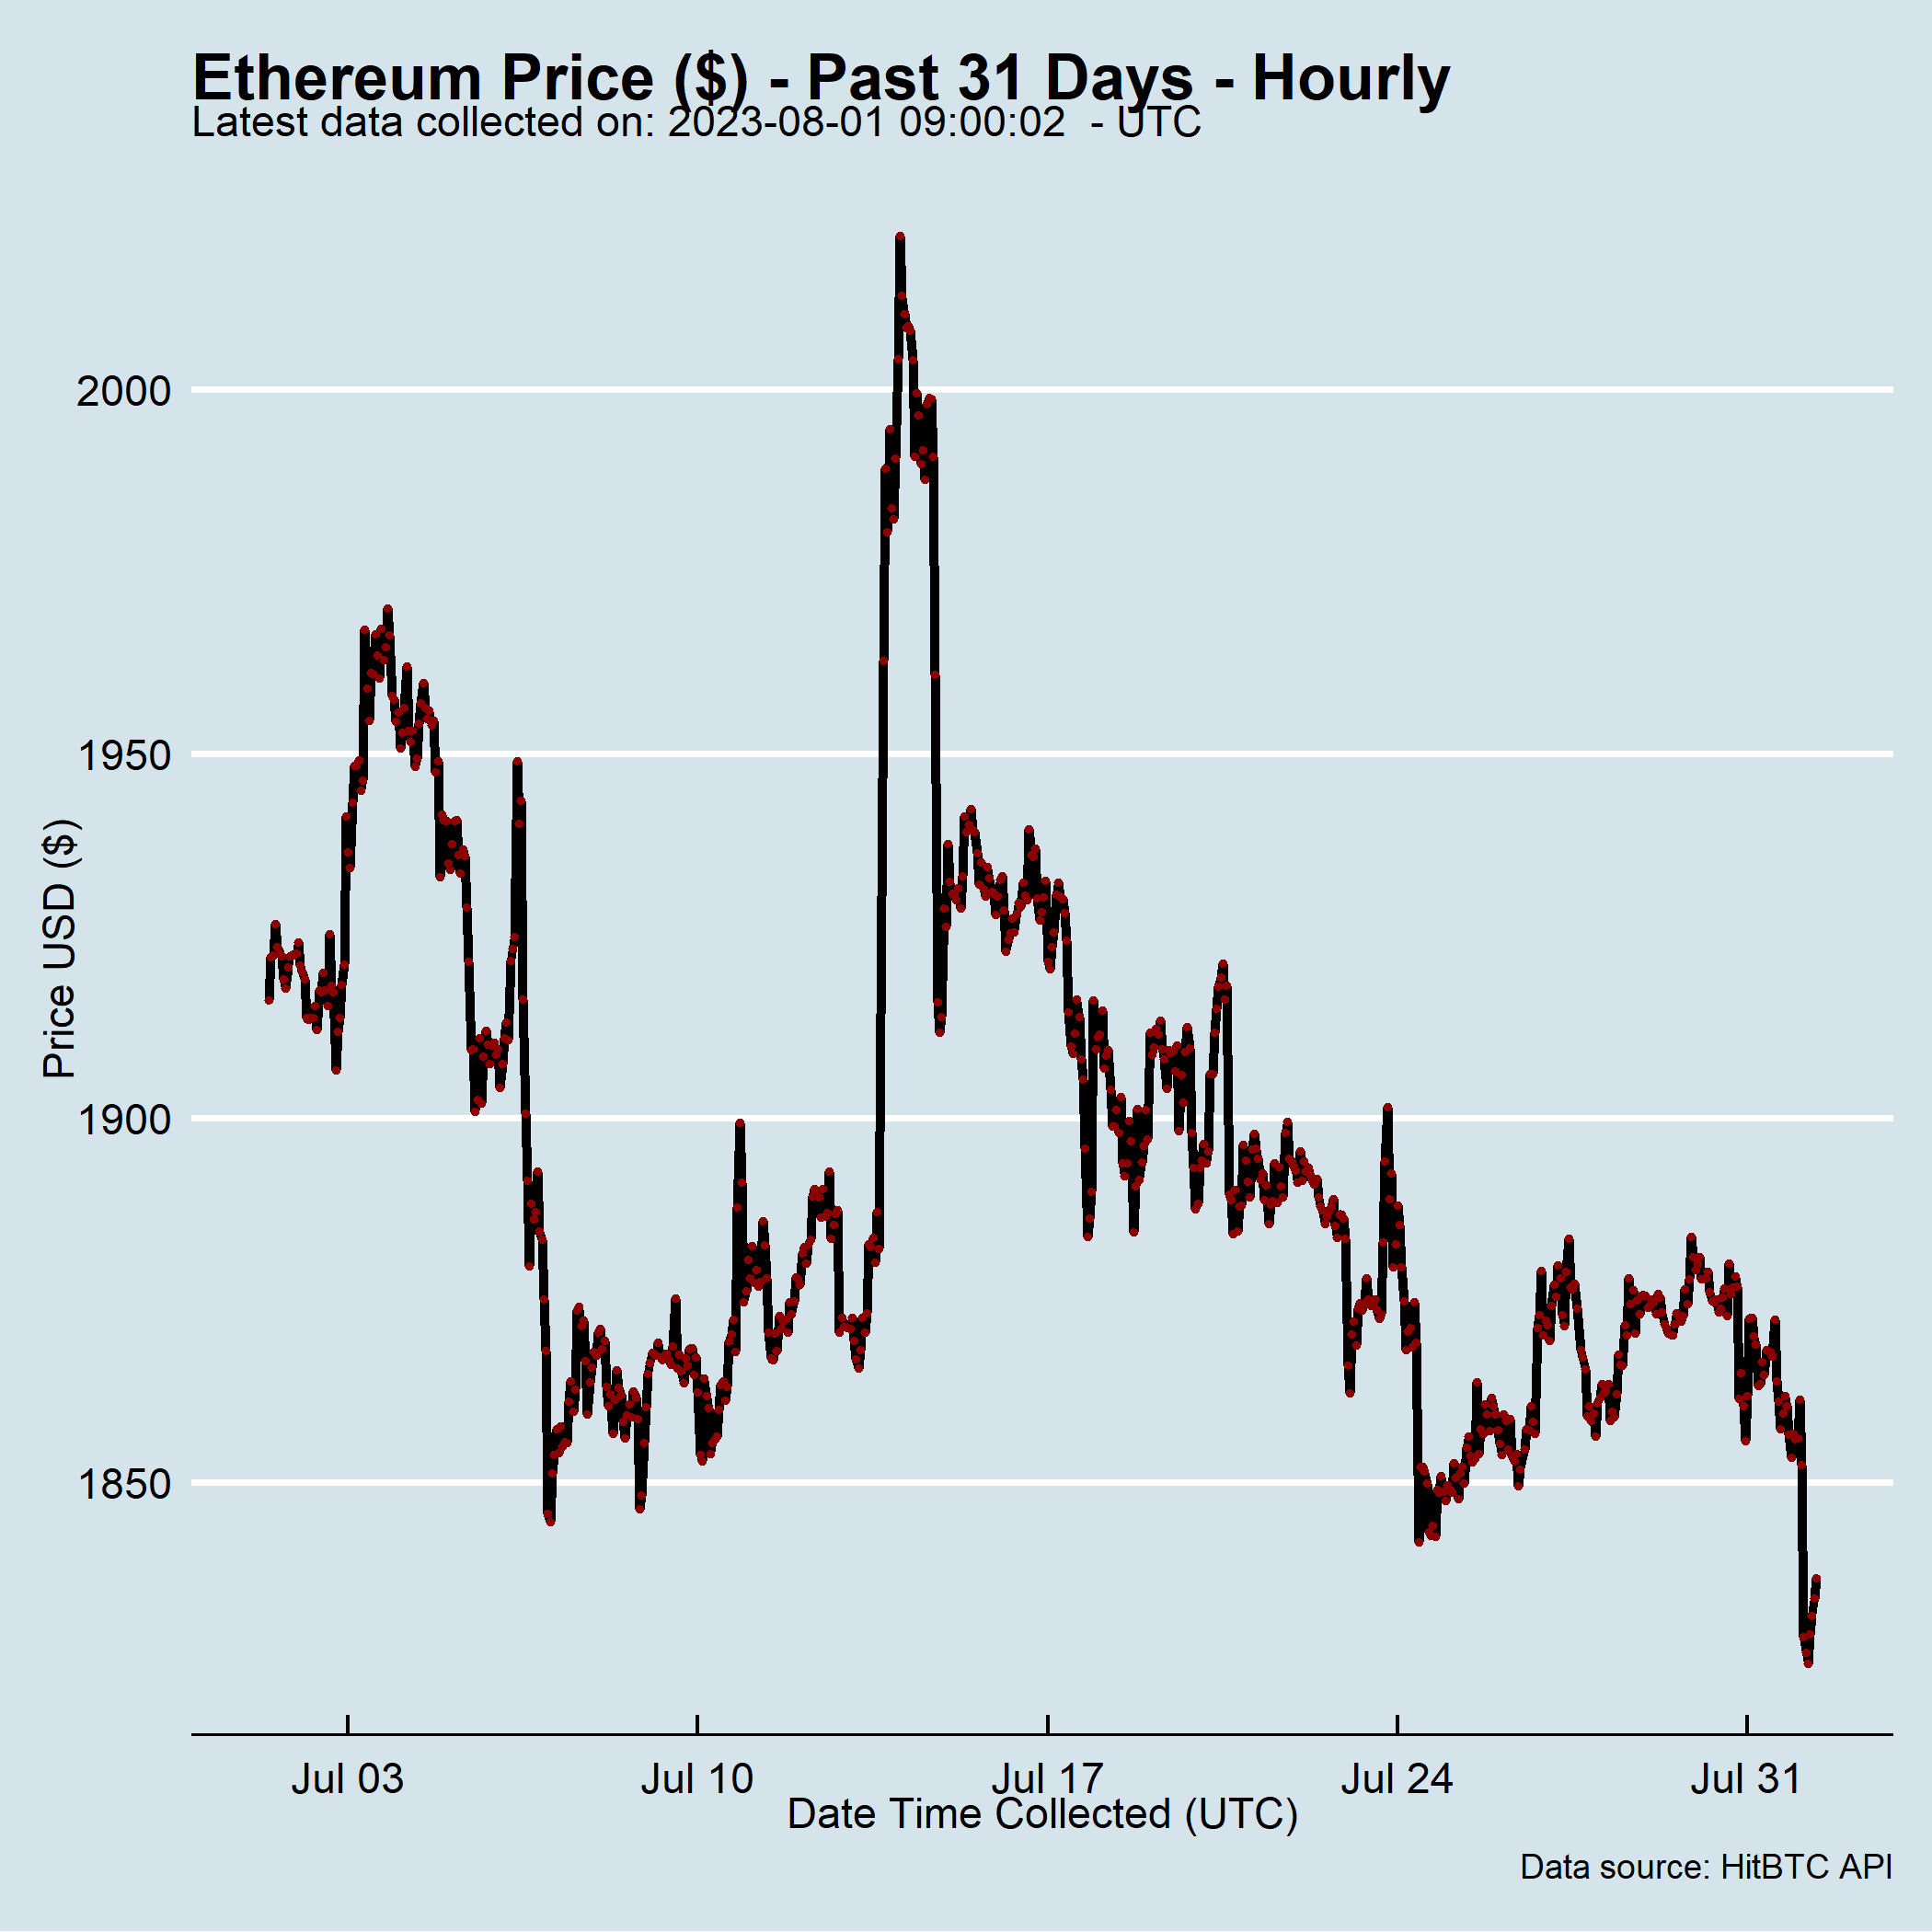 Ethereum Price ($) - Past 31 Days - Hourly
Latest data collected on: 2023-08-01 09:00:02  - UTC
Price USD ($)
2000
1950
1900
1850
Jul 03 Jul 10 Jul 17 Jul 24 Jul 31
Date Time Collected (UTC)
Data source: HitBTC API